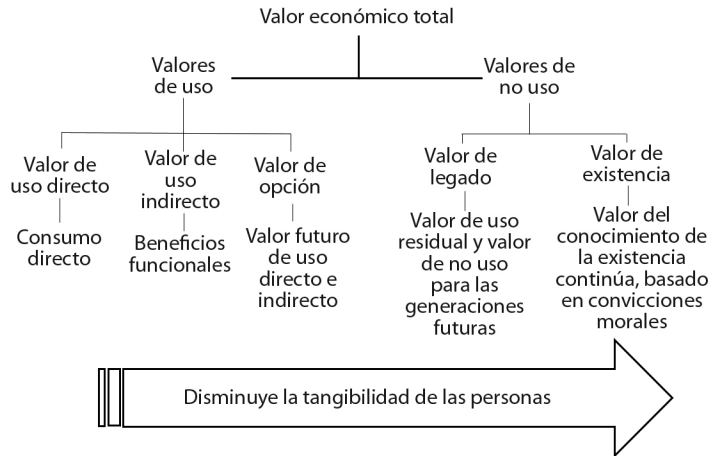 Valor económico total
Valores
de uso
Valores de
no uso
Valor de
uso directo
Consumo
directo
Valor de
uso
indirecto
Beneficios
funcionales
Valor de
opción
Valor futuro
de uso
directo e
indirecto
Valor de
legado
Valor de uso
residual y valor
de no uso
para las
generaciones
futuras
Valor de
existencia
Valor del
conocimiento de
la existencia
continúa, basado
en convicciones
morales
Disminuye la tangibilidad de las personas